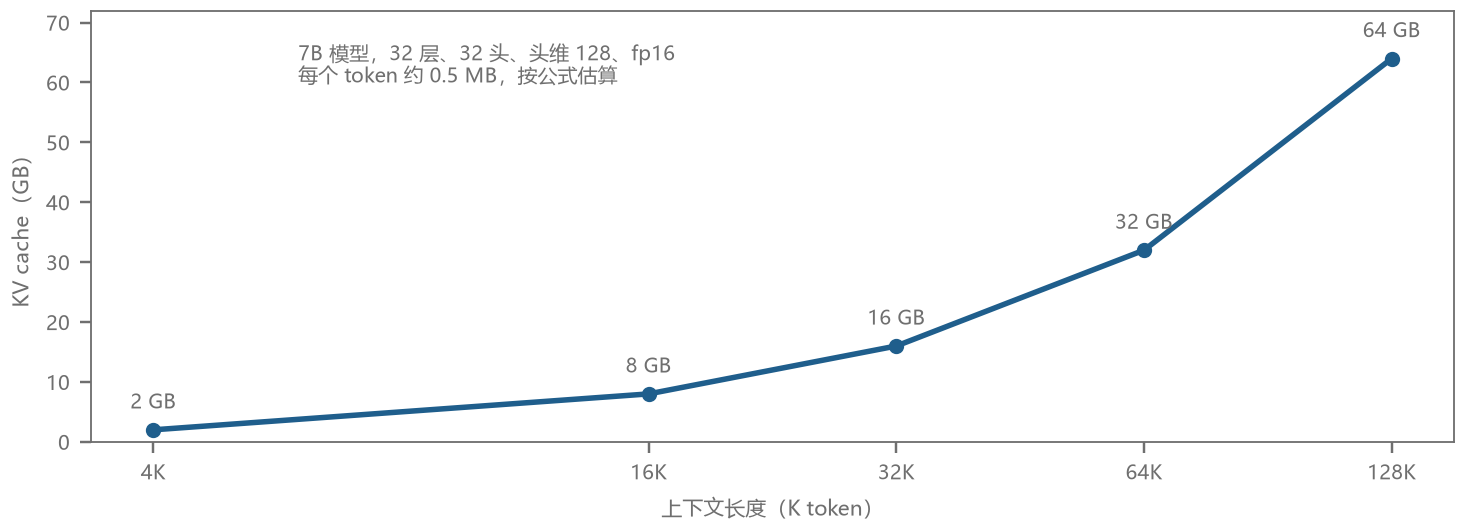 70
60
50
40
30
20
10
0
KV cache（GB）
7B 模型，32 层、32 头、头维 128、fp16
每个 token 约 0.5 MB，按公式估算
2 GB
8 GB
16 GB
32 GB
64 GB
4K
16K
32K
64K
128K
上下文长度（K token）